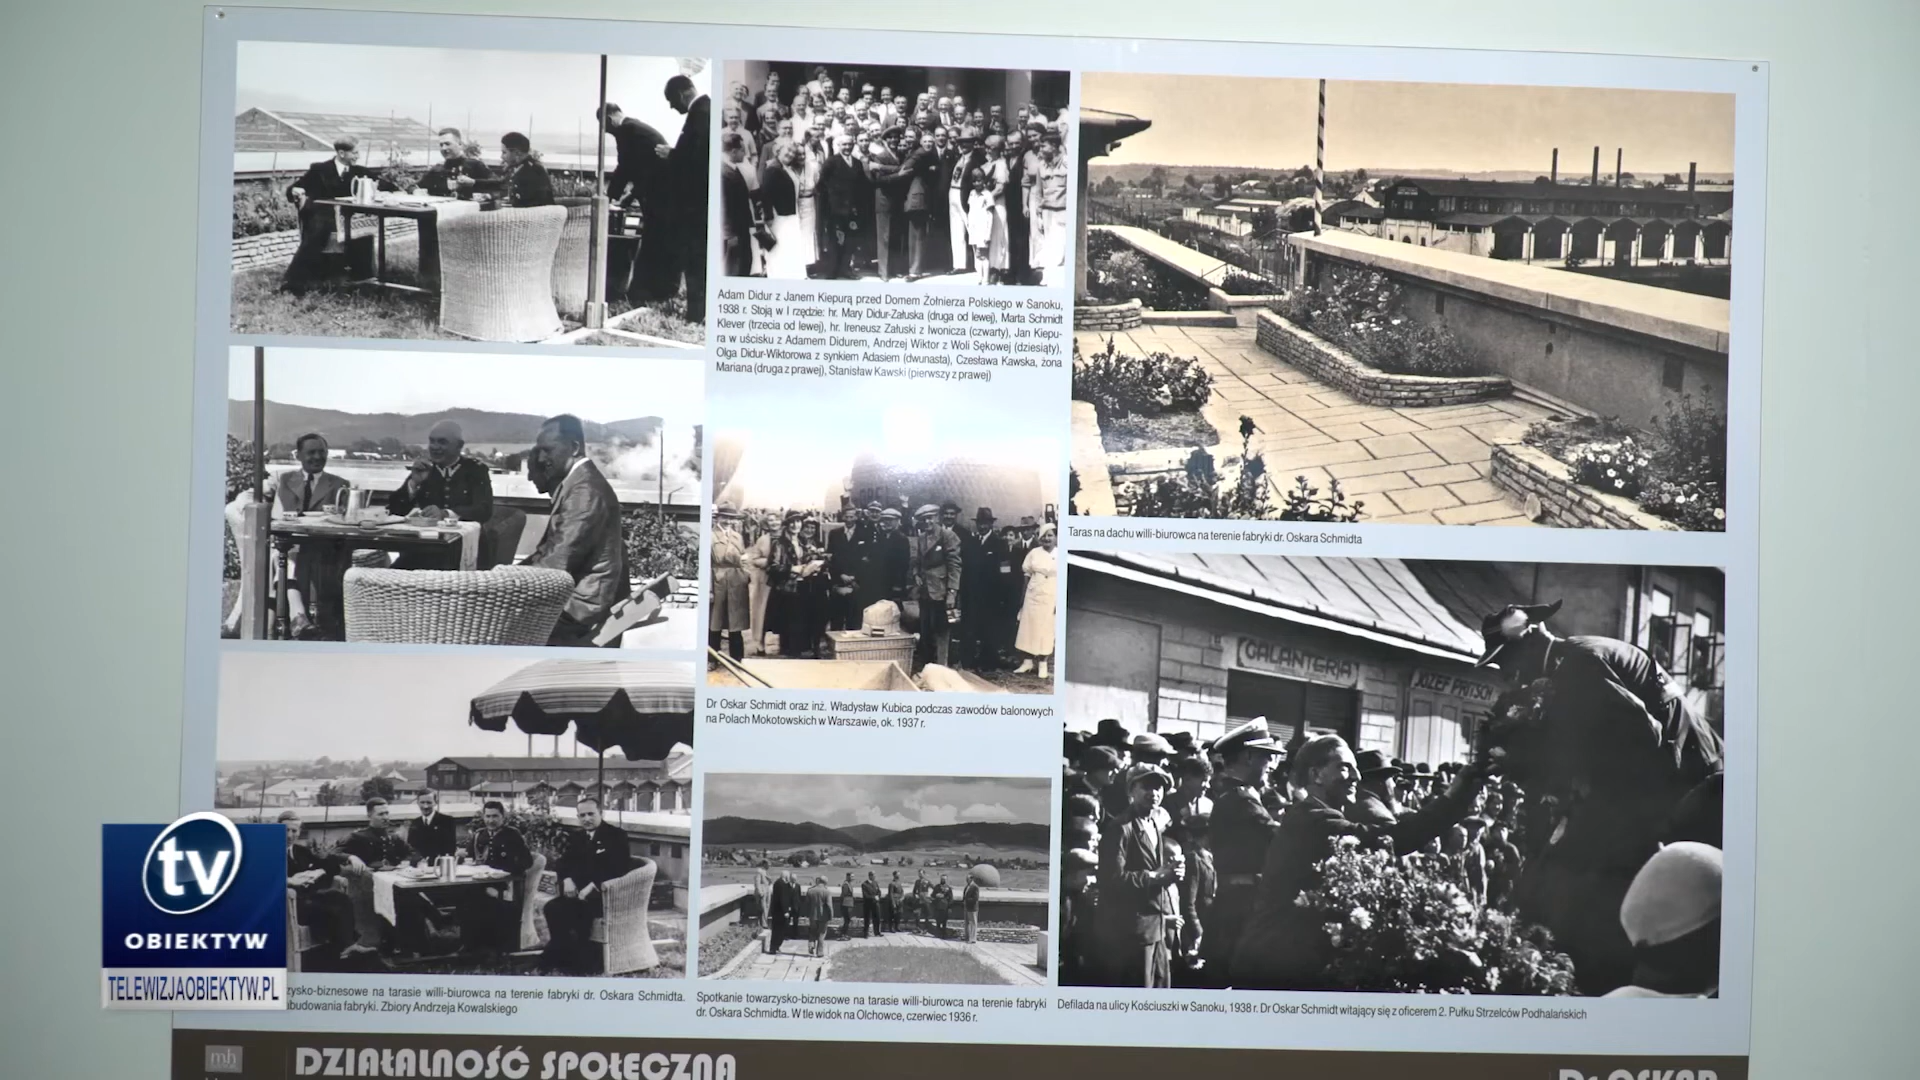 Adam Didur z Janem Kiepurą przed Domem Żołnierza Polskiego w Sanoku,
1938 r. Stoją w I rzędzie: hr. Mary Didur-Załuska (druga od lewej), Marta Schmidt
Klever (trzecia od lewej), hr. Ireneusz Załuski z Iwonicza (czwarty), Jan Kiepu-
ra w uścisku z Adamem Didurem, Andrzej Wiktor z Woli Sękowej (dziesiąty),
Olga Didur-Wiktorowa z synkiem Adasiem (dwunasta), Czesława Kawska, żona
Mariana (druga z prawej), Stanisław Kawski (pierwszy z prawej)
Taras na dachu willi-biurowca na terenie fabryki dr. Oskara Schmidta
GALANTERJA
JÓZEF PRITSCH
Dr Oskar Schmidt oraz inż. Władysław Kubica podczas zawodów balonowych
na Polach Mokotowskich w Warszawie, ok. 1937 r.
zysko-biznesowe na tarasie willi-biurowca na terenie fabryki dr. Oskara Schmidta.
abudowania fabryki. Zbiory Andrzeja Kowalskiego
Spotkanie towarzysko-biznesowe na tarasie willi-biurowca na terenie fabryki
dr. Oskara Schmidta. W tle widok na Olchowce, czerwiec 1936 r.
Defilada na ulicy Kościuszki w Sanoku, 1938 r. Dr Oskar Schmidt witający się z oficerem 2. Pułku Strzelców Podhalańskich
tv
OBIEKTYW
TELEWIZJAOBIEKTYW.PL
mh
DZIAŁALNOŚĆ SPOŁECZNA
Dr OSKAR